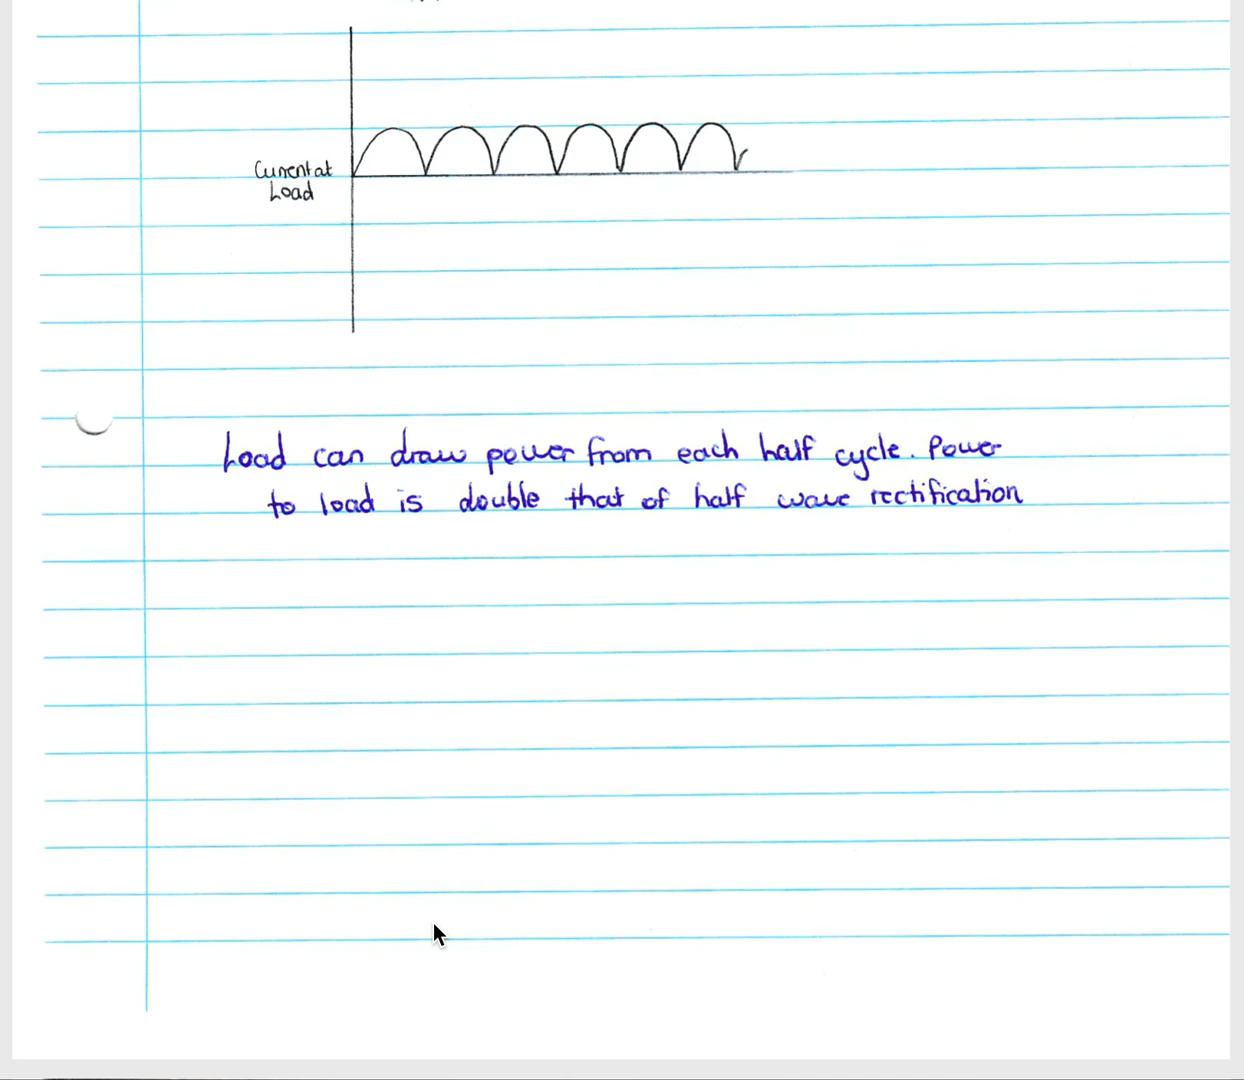 Current at
Load
Load can draw power from each half cycle. Power
to load is double that of half wave rectification